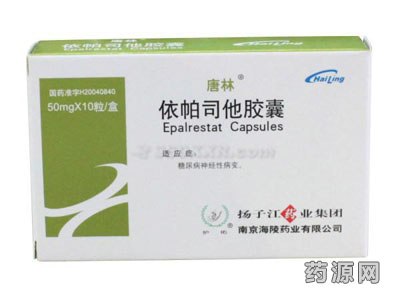 HaiLing
唐林®
国药准字H20040840
50mgX10粒/盒
依帕司他胶囊
Epalrestat Capsules
适应症:
糖尿病神经性病变。
护佑
扬子江药业集团
南京海陵药业有限公司
药源网